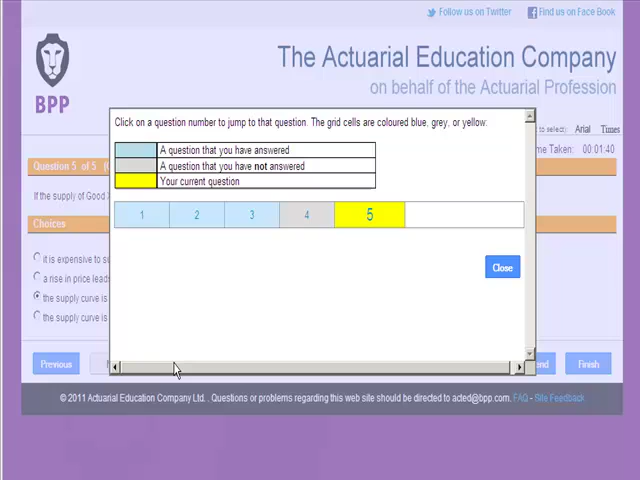 Follow us on Twitter
Find us on Face Book
The Actuarial Education Company
on behalf of the Actuarial Profession
BPP
Click on a question number to jump to that question. The grid cells are coloured blue, grey, or yellow:
to select): Arial Times
A question that you have answered
A question that you have not answered
Your current question
me Taken: 00:01:40
Question 5 of 5
If the supply of Good
1 2 3 4 5
Choices
it is expensive to
a rise in price
the supply curve is
the supply curve is
Close
Previous
Finish
© 2011 Actuarial Education Company Ltd. . Questions or problems regarding this web site should be directed to acted@bpp.com. FAQ - Site Feedback